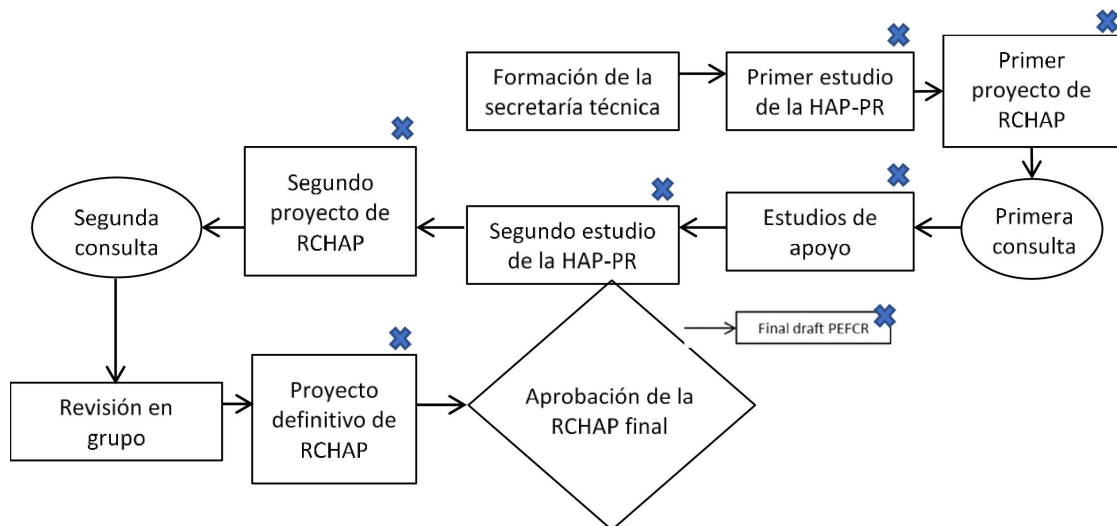 Formación de la
secretaría técnica
Primer estudio
de la HAP-PR
Primer
proyecto de
RCHAP
Primera
consulta
Estudios de
apoyo
Segundo estudio
de la HAP-PR
Segundo
proyecto de
RCHAP
Segunda
consulta
Revisión en
grupo
Proyecto
definitivo de
RCHAP
Aprobación de la
RCHAP final
Final draft PEFCR